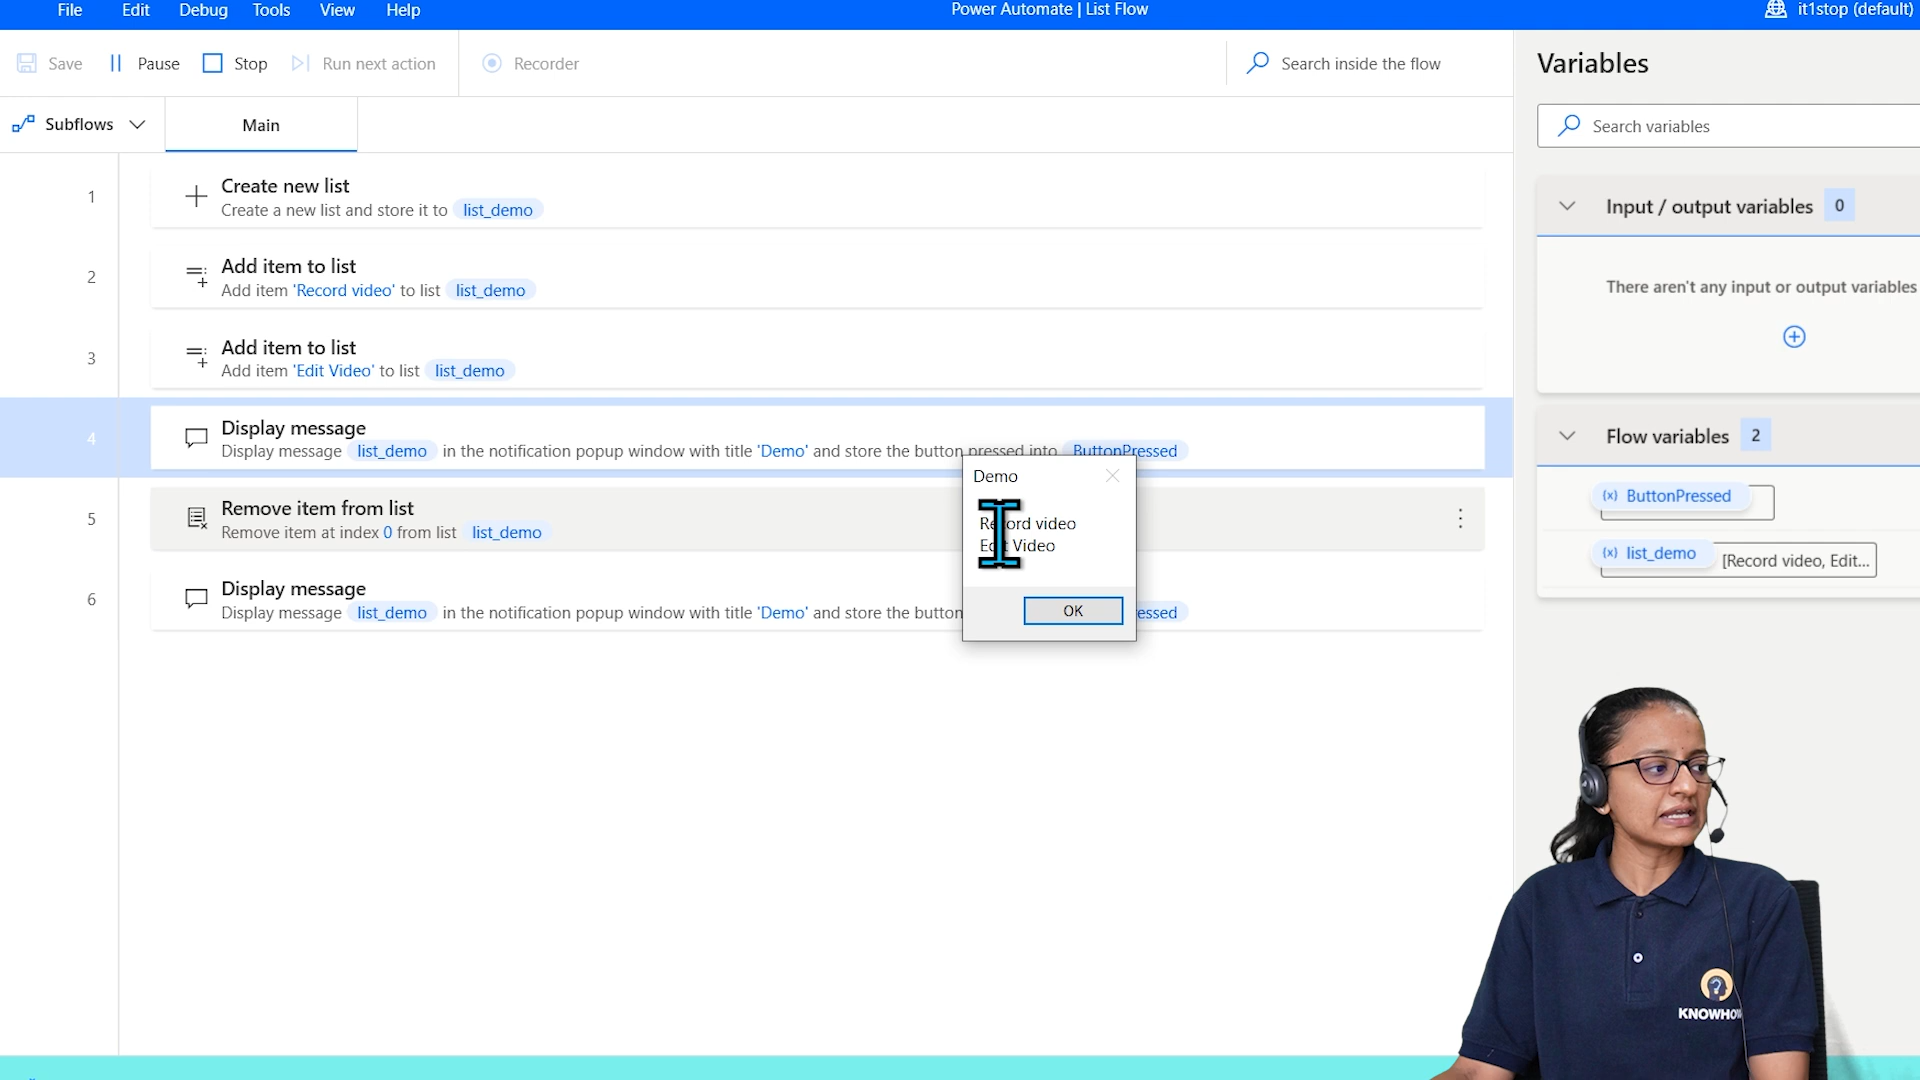 File Edit Debug Tools View Help
Power Automate | List Flow
it1stop (default)
Save Pause Stop Run next action Recorder
Search inside the flow
Subflows Main
1
Create new list
Create a new list and store it to list_demo
2
Add item to list
Add item 'Record video' to list list_demo
3
Add item to list
Add item 'Edit Video' to list list_demo
4
Display message
Display message list_demo in the notification popup window with title 'Demo' and store the button pressed into ButtonPressed
5
Remove item from list
Remove item at index 0 from list list_demo
6
Display message
Display message list_demo in the notification popup window with title 'Demo' and store the button
essed
Demo
Record video
Edit Video
OK
Variables
Search variables
Input / output variables 0
There aren't any input or output variables
Flow variables 2
(x) ButtonPressed
(x) list_demo [Record video, Edit...
KNOWHOW